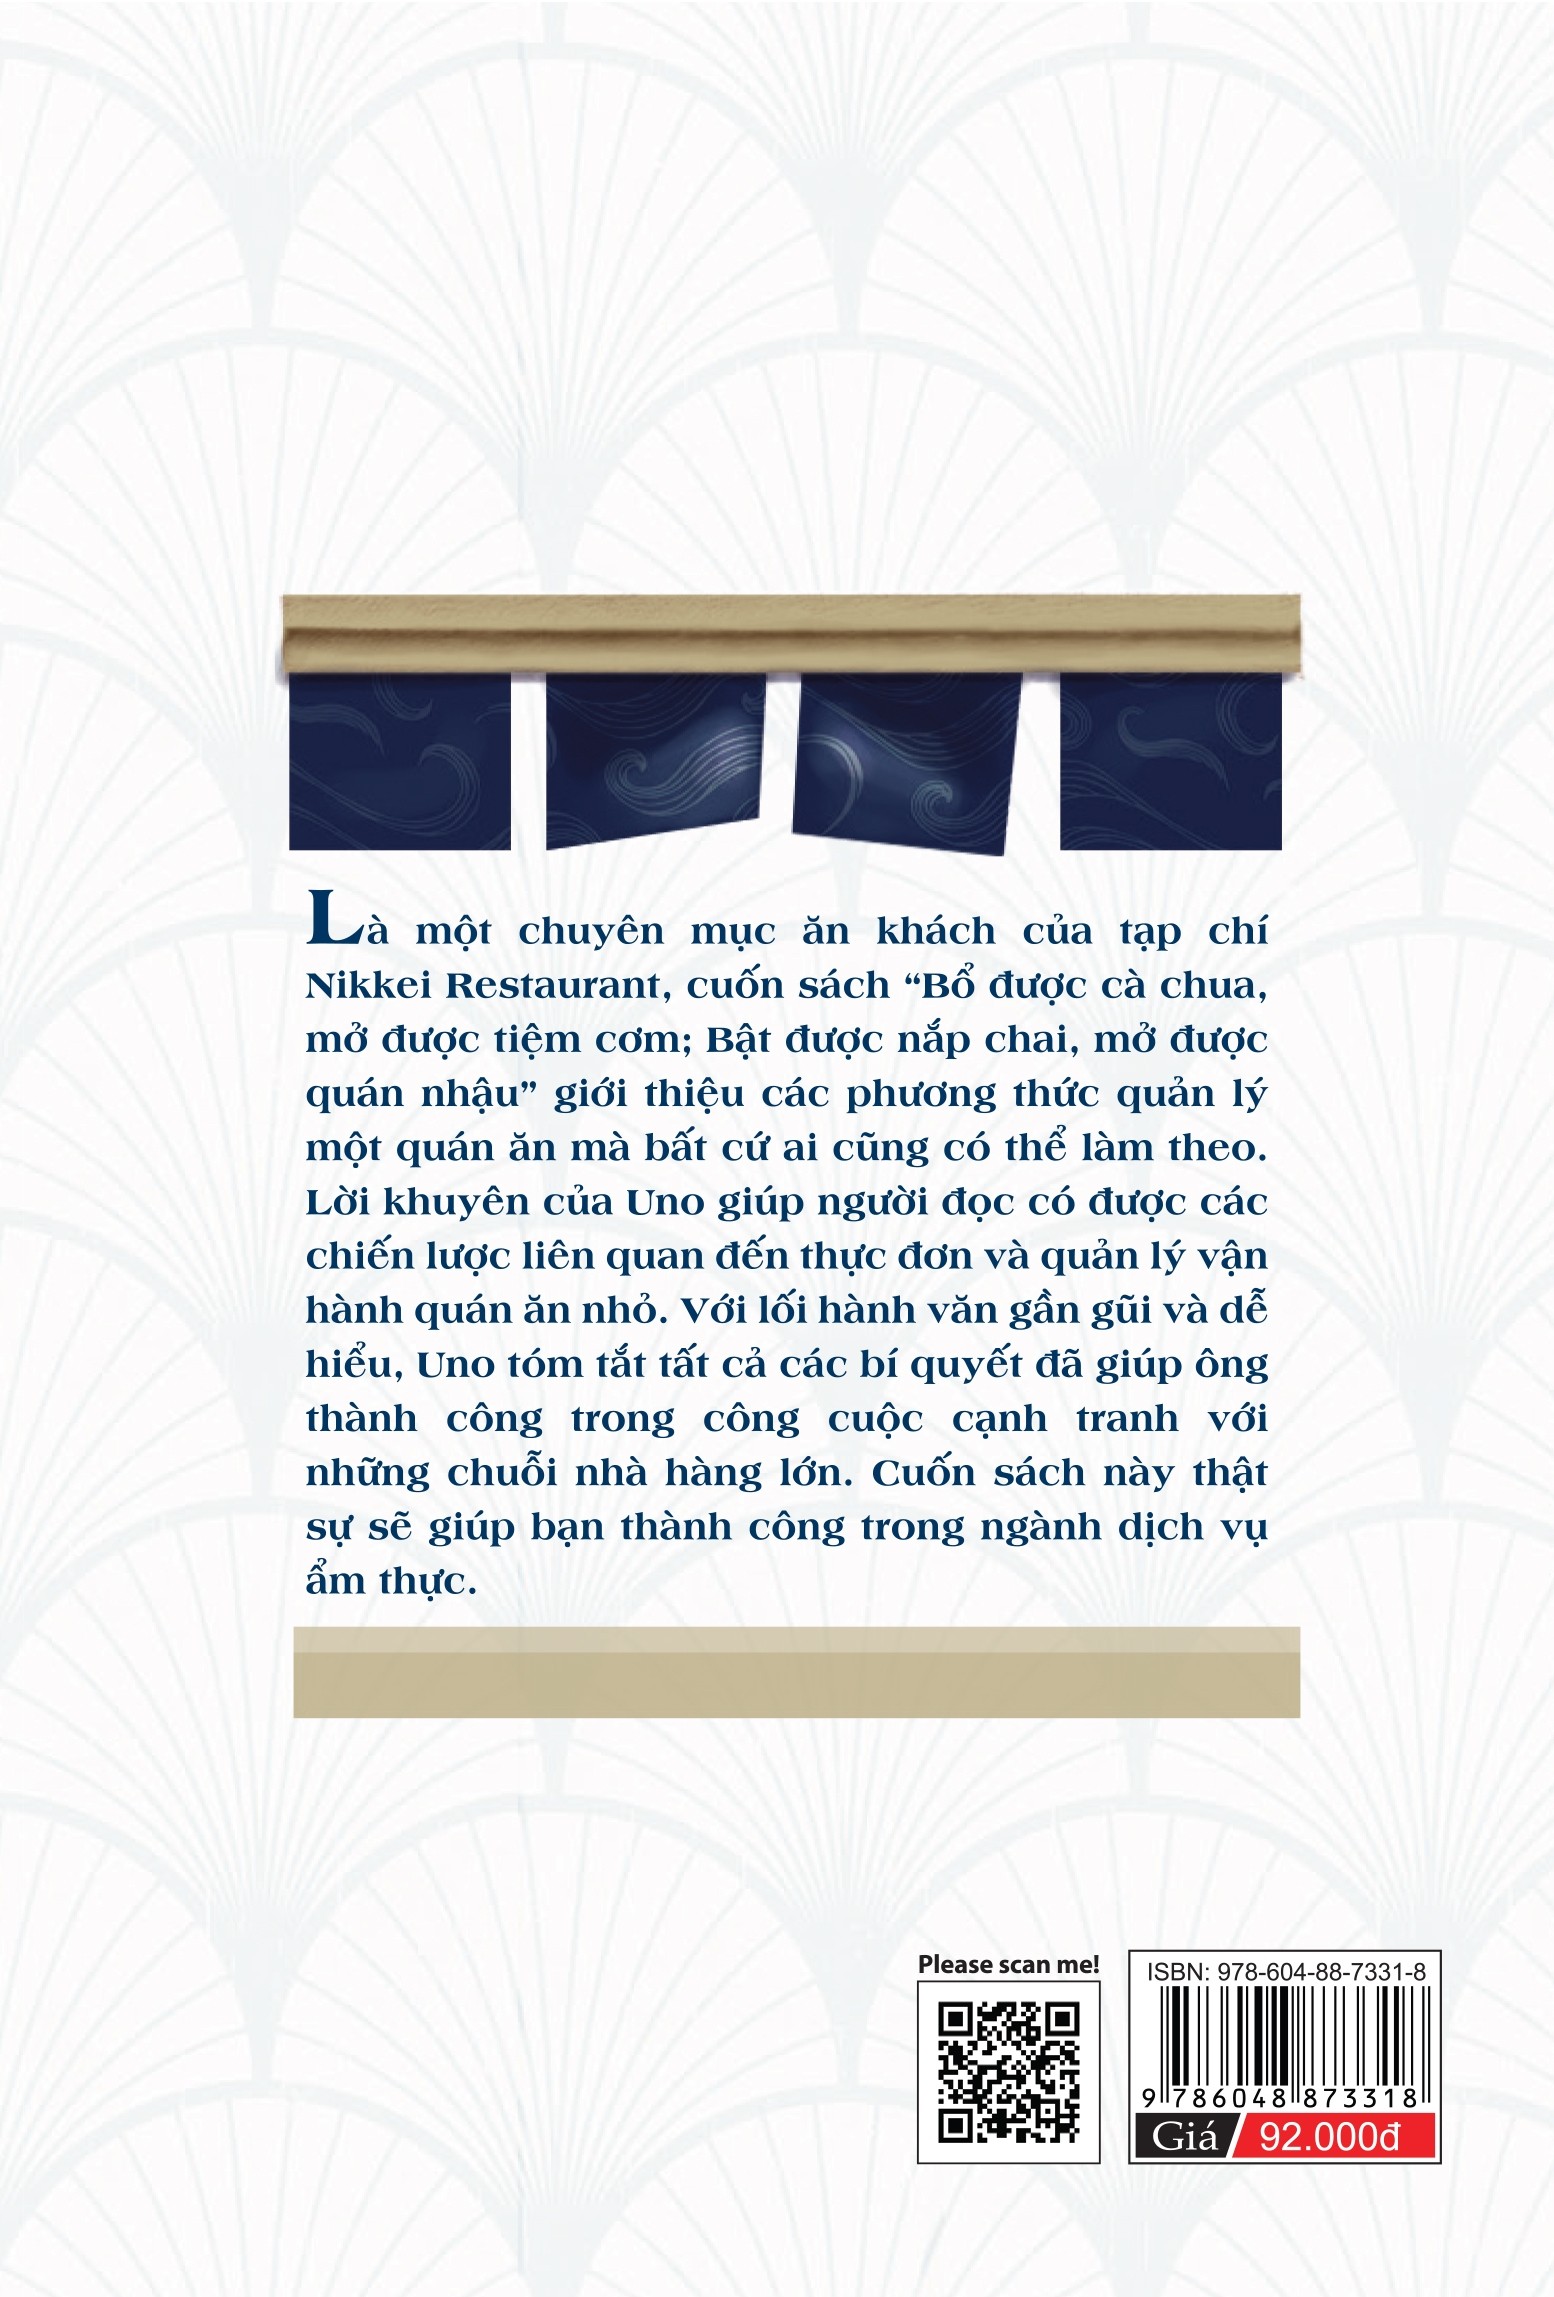 Là một chuyên mục ăn khách của tạp chí
Nikkei Restaurant, cuốn sách “Bổ được cà chua,
mở được tiệm cơm; Bật được nắp chai, mở được
quán nhậu” giới thiệu các phương thức quản lý
một quán ăn mà bất cứ ai cũng có thể làm theo.
Lời khuyên của Uno giúp người đọc có được các
chiến lược liên quan đến thực đơn và quản lý vận
hành quán ăn nhỏ. Với lối hành văn gần gũi và dễ
hiểu, Uno tóm tắt tất cả các bí quyết đã giúp ông
thành công trong công cuộc cạnh tranh với
những chuỗi nhà hàng lớn. Cuốn sách này thật
sự sẽ giúp bạn thành công trong ngành dịch vụ
ẩm thực.
Please scan me!
ISBN: 978-604-88-7331-8
9 786048 873318
Giá 92.000đ